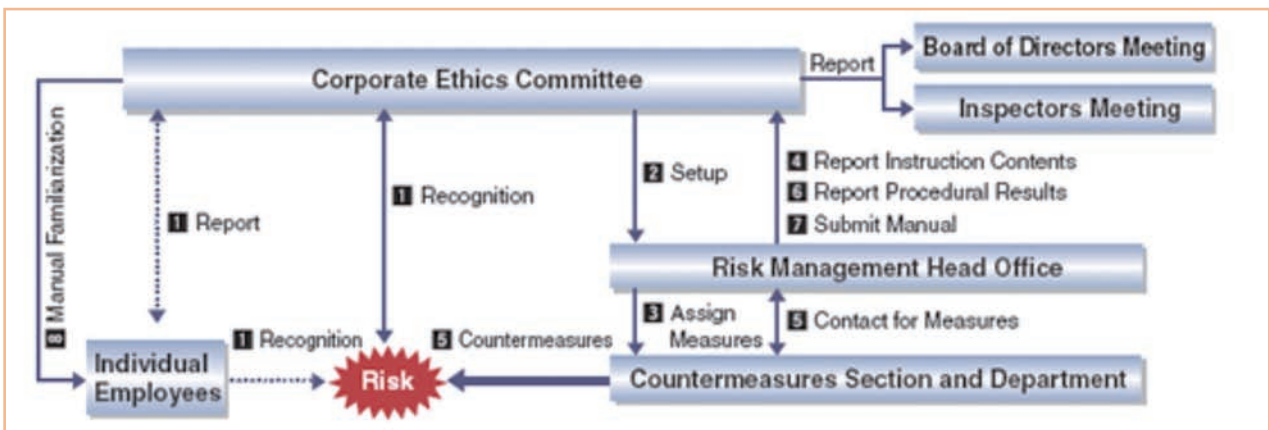 Board of Directors Meeting
Report
Corporate Ethics Committee
Inspectors Meeting
8 Manual Familiarization
1 Report
1 Recognition
2 Setup
4 Report Instruction Contents
6 Report Procedural Results
7 Submit Manual
Risk Management Head Office
3 Assign
Measures
5 Contact for Measures
1 Recognition
5 Countermeasures
Individual
Employees
Risk
Countermeasures Section and Department